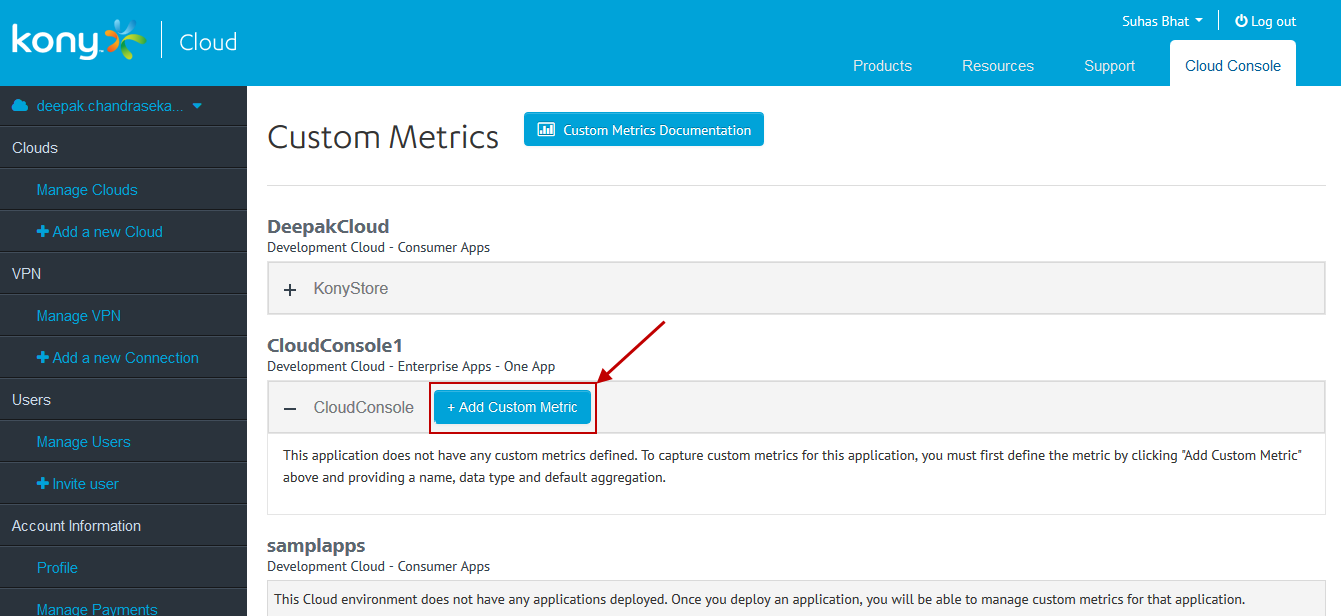 Suhas Bhat
Log out
kony
Cloud
Products
Resources
Support
Cloud Console
deepak.chandraseka...
Clouds
Manage Clouds
Add a new Cloud
VPN
Manage VPN
Add a new Connection
Users
Manage Users
Invite user
Account Information
Profile
Manage Payments
Custom Metrics
Custom Metrics Documentation
DeepakCloud
Development Cloud - Consumer Apps
KonyStore
CloudConsole1
Development Cloud - Enterprise Apps - One App
CloudConsole
+ Add Custom Metric
This application does not have any custom metrics defined. To capture custom metrics for this application, you must first define the metric by clicking "Add Custom Metric"
above and providing a name, data type and default aggregation.
samplapps
Development Cloud - Consumer Apps
This Cloud environment does not have any applications deployed. Once you deploy an application, you will be able to manage custom metrics for that application.